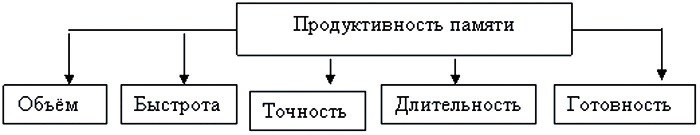 Продуктивность памяти
Объём
Быстрота
Точность
Длительность
Готовность